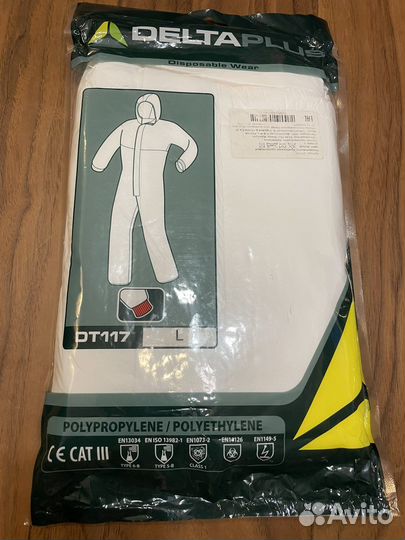 DELTAPLUS
Disposable Wear
EAC
DT117 L
POLYPROPYLENE / POLYETHYLENE
CE CAT III
EN13034 EN ISO 13982-1 EN1073-2 EN14126 EN1149-5
TYPE 6-B TYPE 5-B CLASS 1
Avito